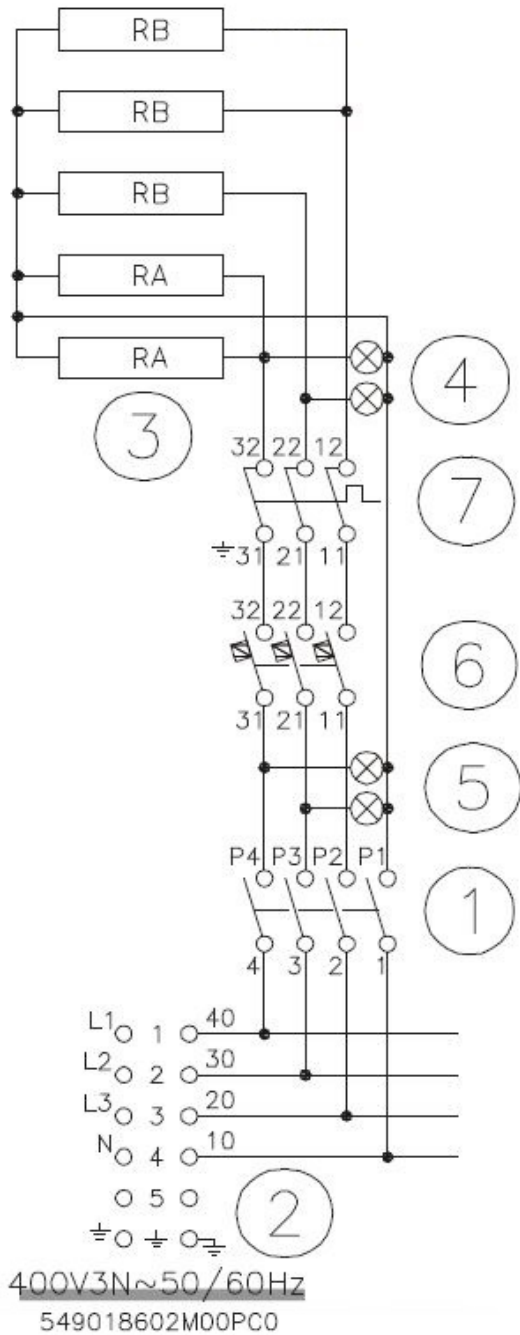 RB
RB
RB
RA
RA
4
3
32 22 12
7
31 21 11
32 22 12
6
31 21 11
5
P4 P3 P2 P1
1
4 3 2 1
L1 1 40
L2 2 30
L3 3 20
N 4 10
5
2
400V3N~50/60Hz
549018602M00PC0